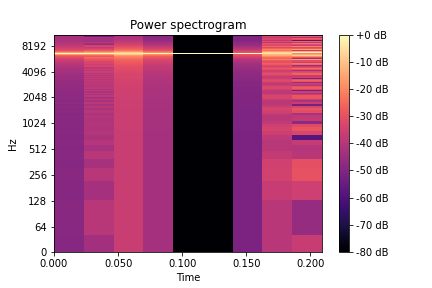 Power spectrogram
8192
4096
2048
1024
512
256
128
64
0
Hz
0.000 0.050 0.100 0.150 0.200
Time
+0 dB
-10 dB
-20 dB
-30 dB
-40 dB
-50 dB
-60 dB
-70 dB
-80 dB